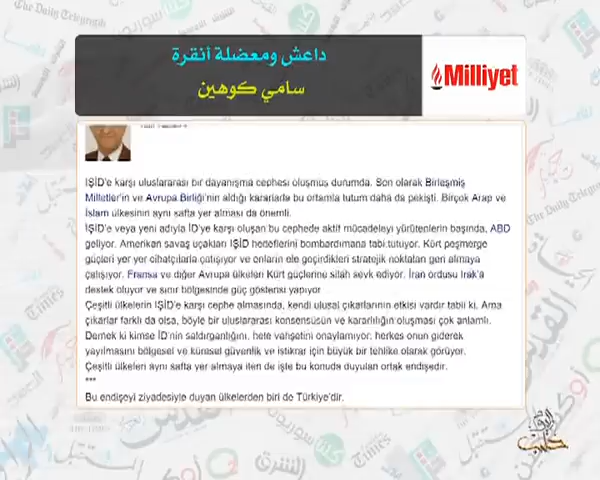 داعش ومعضلة أنقرة
سامي كوهين
Milliyet
IŞİD'e karşı uluslararası bir dayanışma cephesi oluşmuş durumda. Son olarak Birleşmiş
Milletler'in ve Avrupa Birliği'nin aldığı kararlarla bu ortamla tutum daha da pekişti. Birçok Arap ve
İslam ülkesinin aynı safta yer alması da önemli.
IŞİD'e veya yeni adıyla İD'ye karşı oluşan bu cephede aktif mücadeleyi yürütenlerin başında, ABD
geliyor. Amerikan savaş uçakları IŞİD hedeflerini bombardımana tabi tutuyor. Kürt peşmerge
güçleri yer yer cihatçılarla çatışıyor ve onların ele geçirdikleri stratejik noktaları geri almaya
çalışıyor. Fransa ve diğer Avrupa ülkeleri Kürt güçlerine silah sevk ediyor. İran ordusu Irak'a
destek oluyor ve sınır bölgesinde güç gösterisi yapıyor
Çeşitli ülkelerin IŞİD'e karşı cephe almasında, kendi ulusal çıkarlarının etkisi vardır tabii ki. Ama
çıkarlar farklı da olsa, böyle bir uluslararası konsensüsün ve kararlılığın oluşması çok anlamlı.
Demek ki kimse İD'nin saldırganlığını, hele vahşetini onaylamıyor; herkes onun giderek
yayılmasını bölgesel ve küresel güvenlik ve istikrar için büyük bir tehlike olarak görüyor.
Çeşitli ülkeleri aynı safta yer almaya iten de işte bu konuda duyulan ortak endişedir.
***
Bu endişeyi ziyadesiyle duyan ülkelerden biri de Türkiye'dir.